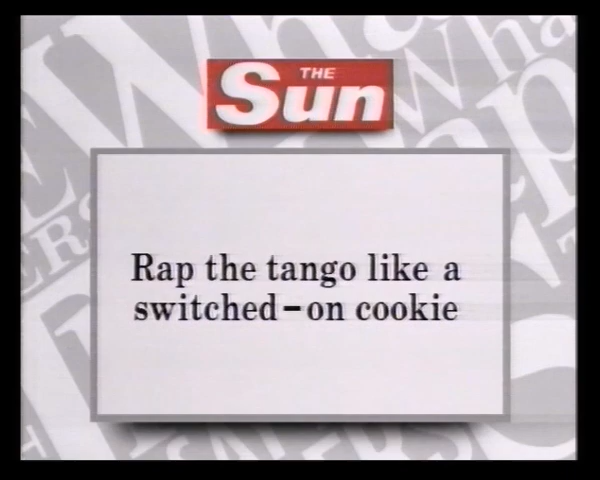 THE
Sun
Rap the tango like a
switched-on cookie